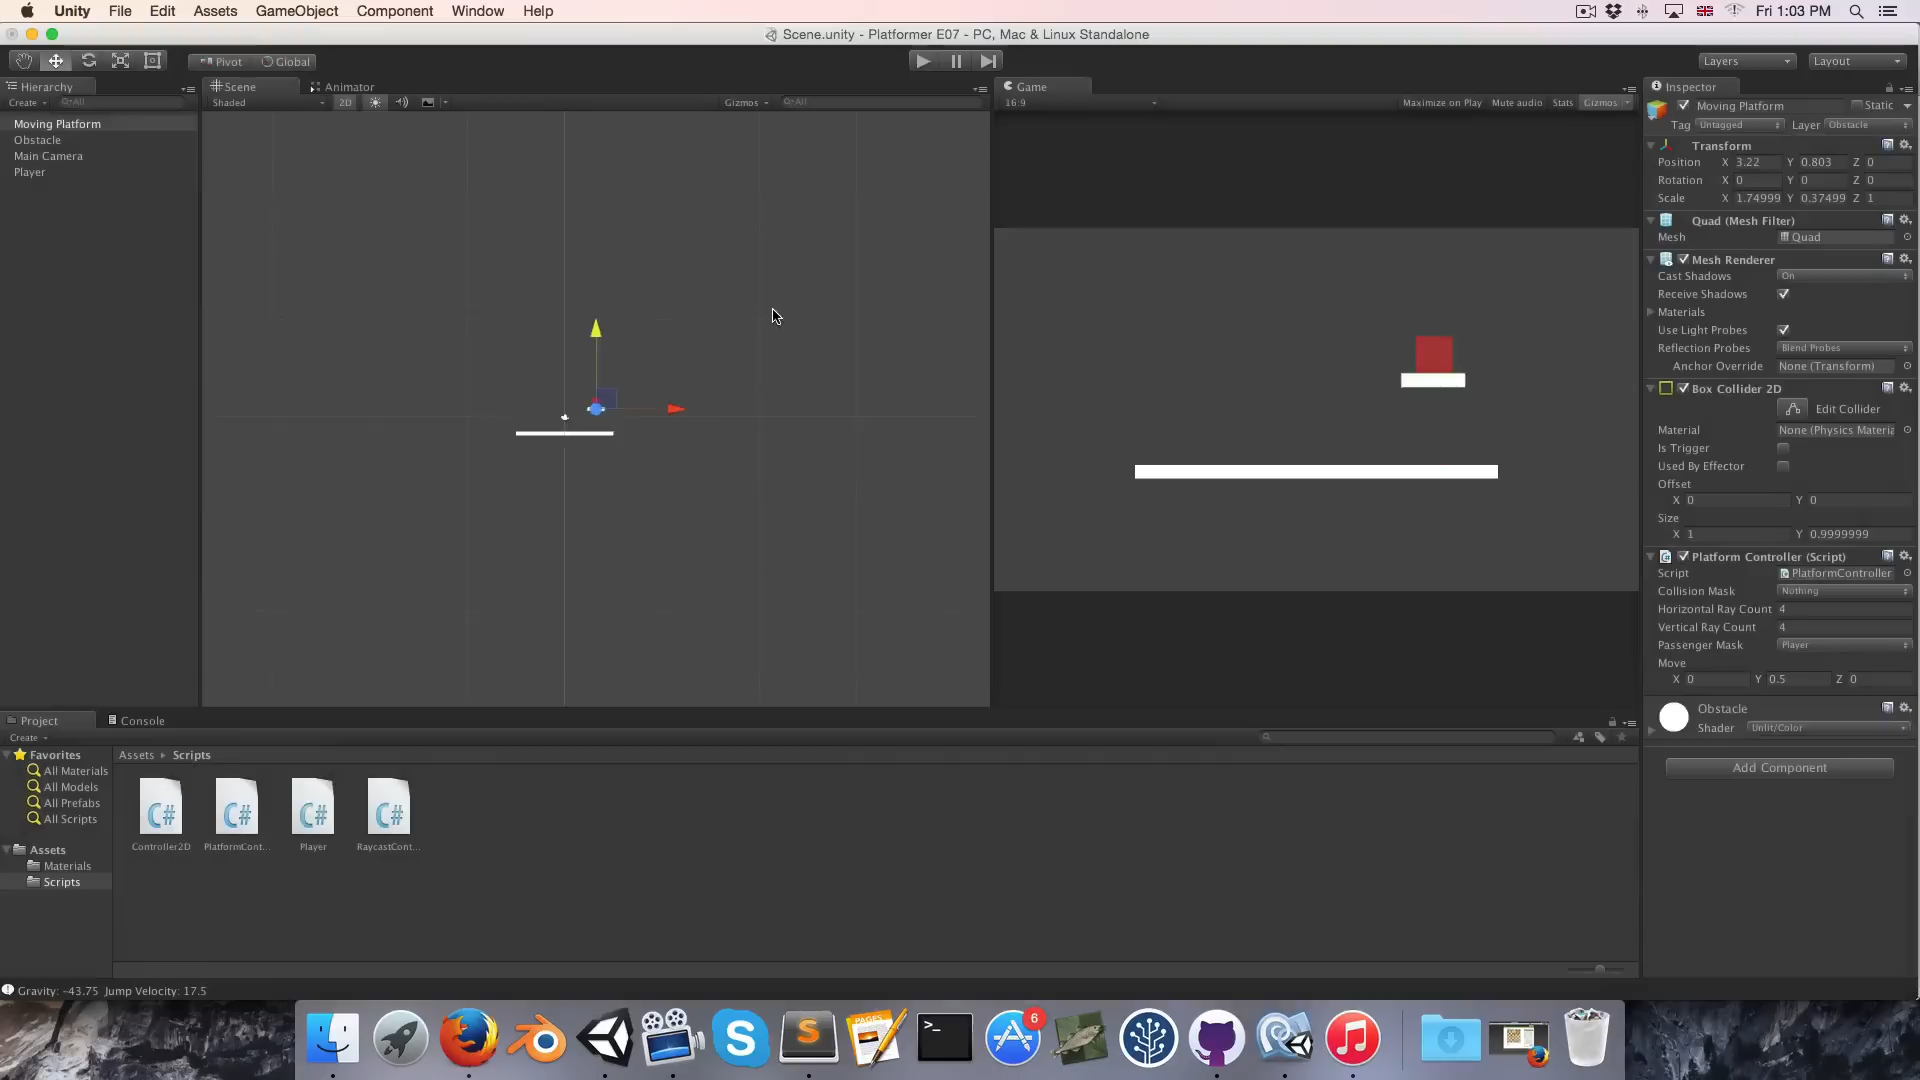 Unity File Edit Assets GameObject Component Window Help Fri 1:03 PM
Scene.unity - Platformer E07 - PC, Mac & Linux Standalone
Pivot Global Layers Layout
Hierarchy Scene Animator Game Inspector
Create All Shaded 2D Gizmos All 16:9 Maximize on Play Mute audio Stats Gizmos
Moving Platform Static
Tag Untagged Layer Obstacle
Moving Platform
Obstacle
Main Camera
Player
Transform
Position X 3.22 Y 0.803 Z 0
Rotation X 0 Y 0 Z 0
Scale X 1.74999 Y 0.37499 Z 1
Quad (Mesh Filter)
Mesh Quad
Mesh Renderer
Cast Shadows On
Receive Shadows
Materials
Use Light Probes
Reflection Probes Blend Probes
Anchor Override None (Transform)
Box Collider 2D
Edit Collider
Material None (Physics Materia
Is Trigger
Used By Effector
Offset
X 0 Y 0
Size
X 1 Y 0.9999999
Platform Controller (Script)
Script PlatformController
Collision Mask Nothing
Horizontal Ray Count 4
Vertical Ray Count 4
Passenger Mask Player
Move
X 0 Y 0.5 Z 0
Obstacle
Shader Unlit/Color
Add Component
Project Console
Create
Favorites
All Materials
All Models
All Prefabs
All Scripts
Assets
Materials
Scripts
Assets Scripts
C# C# C# C#
Controller2D PlatformCont... Player RaycastCont...
Gravity: -43.75 Jump Velocity: 17.5
S S PAGES >_ 6